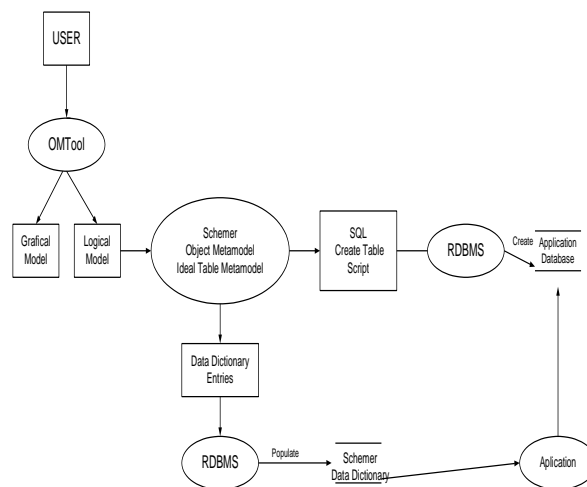 USER
OMTool
Grafical
Model
Logical
Model
Schemer
Object Metamodel
Ideal Table Metamodel
SQL
Create Table
Script
RDBMS
Create
Application
Database
Data Dictionary
Entries
RDBMS
Populate
Schemer
Data Dictionary
Aplication